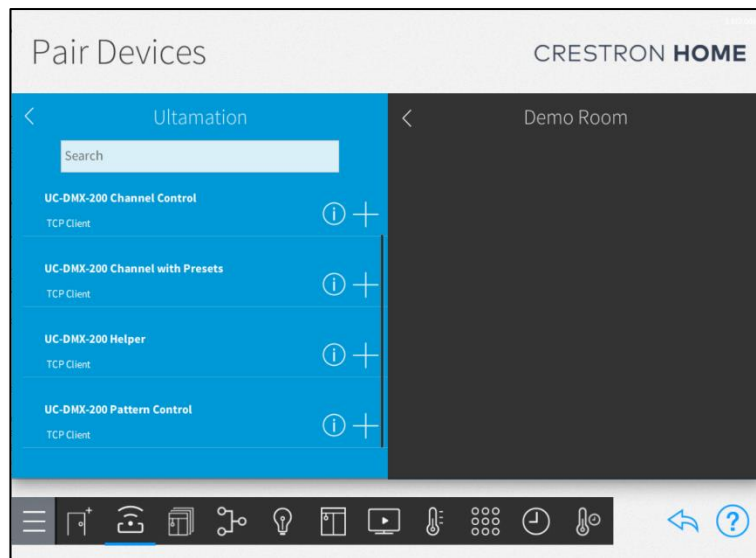 Pair Devices
CRESTRON HOME
Ultamation
Search
UC-DMX-200 Channel Control
TCP Client
UC-DMX-200 Channel with Presets
TCP Client
UC-DMX-200 Helper
TCP Client
UC-DMX-200 Pattern Control
TCP Client
Demo Room